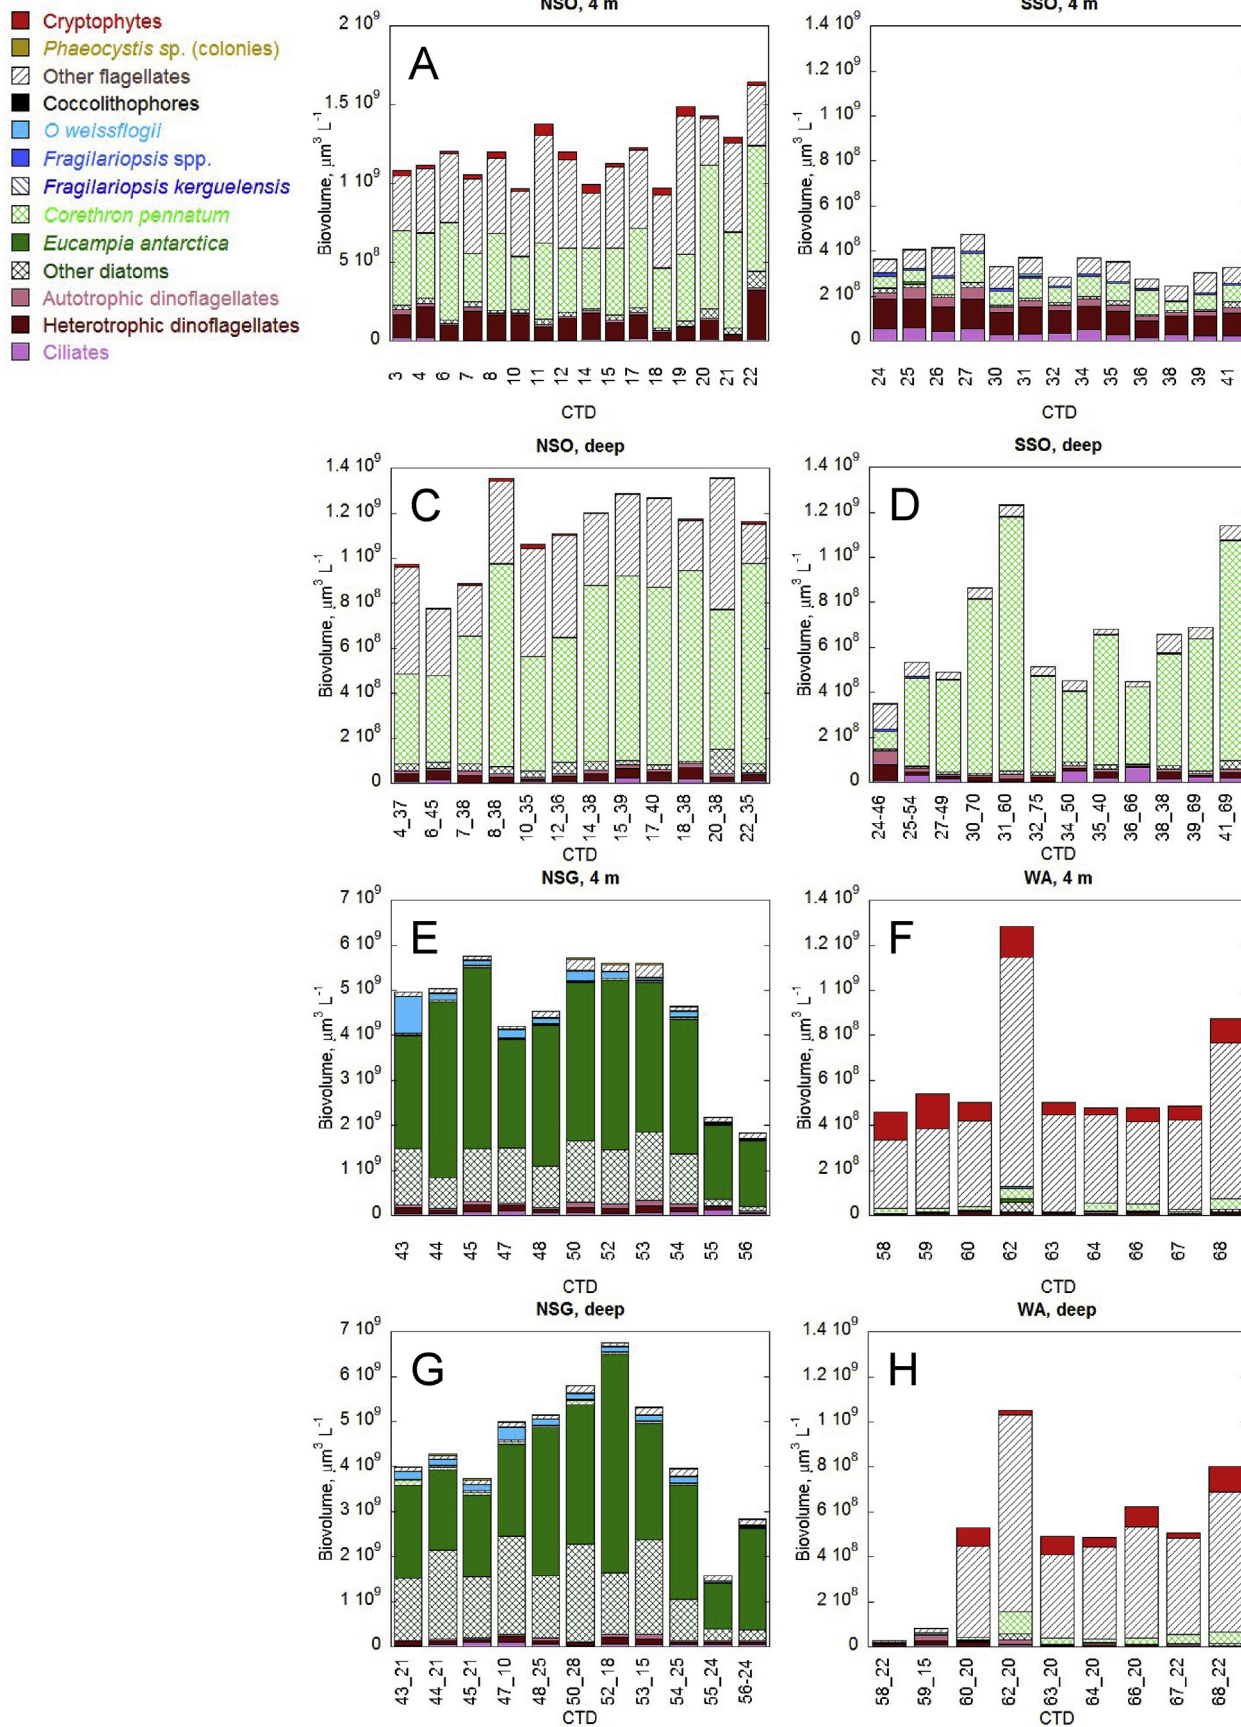 Cryptophytes
Phaeocystis sp. (colonies)
Other flagellates
Coccolithophores
O weissflogii
Fragilariopsis spp.
Fragilariopsis kerguelensis
Corethron pennatum
Eucampia antarctica
Other diatoms
Autotrophic dinoflagellates
Heterotrophic dinoflagellates
Ciliates
NSO, 4 m
A
2 10⁹
1.5 10⁹
1 10⁹
5 10⁸
0
Biovolume, μm³ L⁻¹
3 4 6 7 8 10 11 12 14 15 17 18 19 20 21 22
CTD
SSO, 4 m
1.4 10⁹
1.2 10⁹
1 10⁹
8 10⁸
6 10⁸
4 10⁸
2 10⁸
0
Biovolume, μm³ L⁻¹
24 25 26 27 30 31 32 34 35 36 38 39 41
CTD
NSO, deep
C
1.4 10⁹
1.2 10⁹
1 10⁹
8 10⁸
6 10⁸
4 10⁸
2 10⁸
0
Biovolume, μm³ L⁻¹
4_37 6_45 7_38 8_38 10_35 12_36 14_38 15_39 17_40 18_38 20_38 22_35
CTD
SSO, deep
D
1.4 10⁹
1.2 10⁹
1 10⁹
8 10⁸
6 10⁸
4 10⁸
2 10⁸
0
Biovolume, μm³ L⁻¹
24-46 25-54 27-49 30_70 31_60 32_75 34_50 35_40 36_66 38_38 39_69 41_69
CTD
NSG, 4 m
E
7 10⁹
6 10⁹
5 10⁹
4 10⁹
3 10⁹
2 10⁹
1 10⁹
0
Biovolume, μm³ L⁻¹
43 44 45 47 48 50 52 53 54 55 56
CTD
WA, 4 m
F
1.4 10⁹
1.2 10⁹
1 10⁹
8 10⁸
6 10⁸
4 10⁸
2 10⁸
0
Biovolume, μm³ L⁻¹
58 59 60 62 63 64 66 67 68
CTD
NSG, deep
G
7 10⁹
6 10⁹
5 10⁹
4 10⁹
3 10⁹
2 10⁹
1 10⁹
0
Biovolume, μm³ L⁻¹
43_21 44_21 45_21 47_10 48_25 50_28 52_18 53_15 54_25 55_24 56-24
CTD
WA, deep
H
1.4 10⁹
1.2 10⁹
1 10⁹
8 10⁸
6 10⁸
4 10⁸
2 10⁸
0
Biovolume, μm³ L⁻¹
58_22 59_15 60_20 62_20 63_20 64_20 66_20 67_22 68_22
CTD